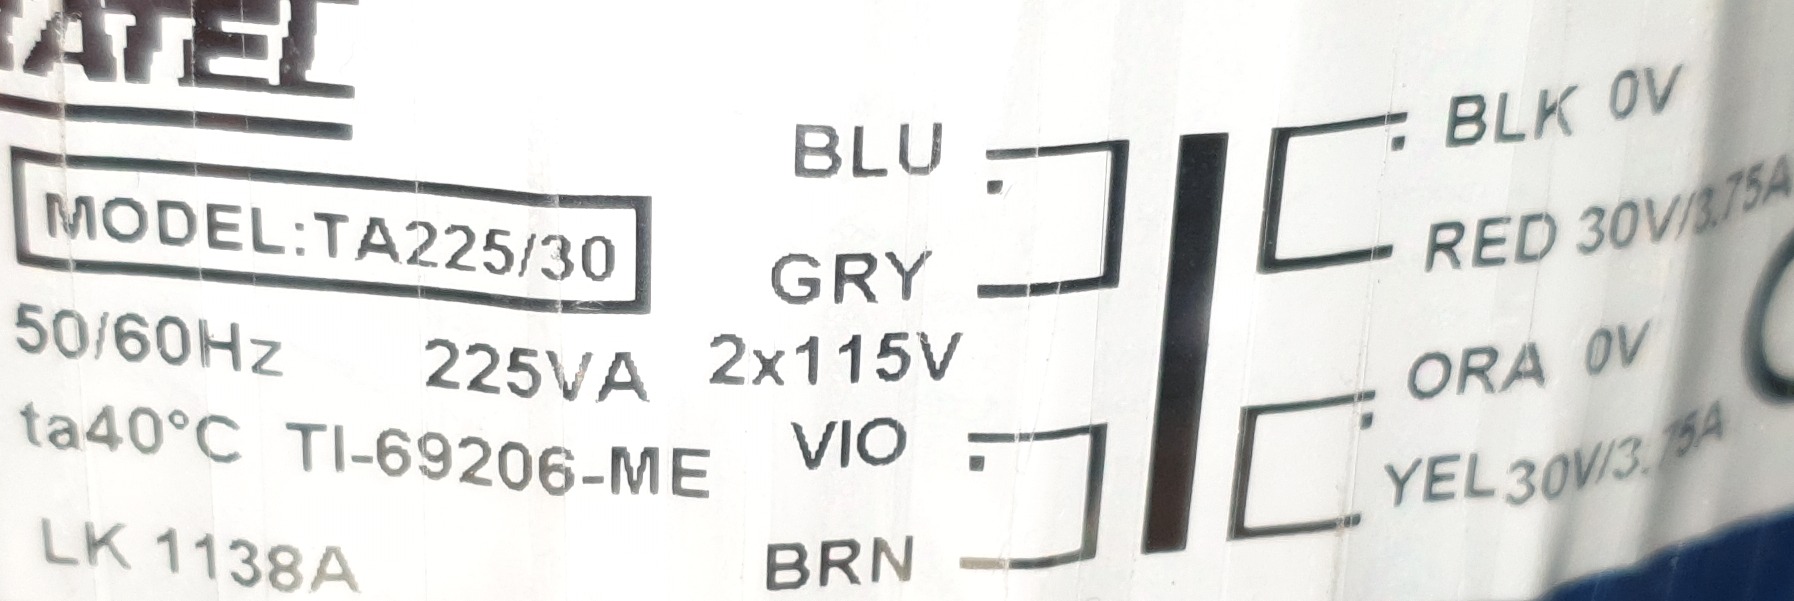 MODEL:TA225/30
50/60Hz 225VA
ta40°C TI-69206-ME
LK 1138A
BLU
GRY
2x115V
VIO
BRN
BLK 0V
RED 30V/3.75A
ORA 0V
YEL 30V/3.75A